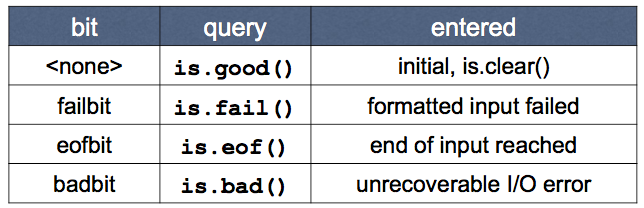 bit query entered
<none> is.good() initial, is.clear()
failbit is.fail() formatted input failed
eofbit is.eof() end of input reached
badbit is.bad() unrecoverable I/O error